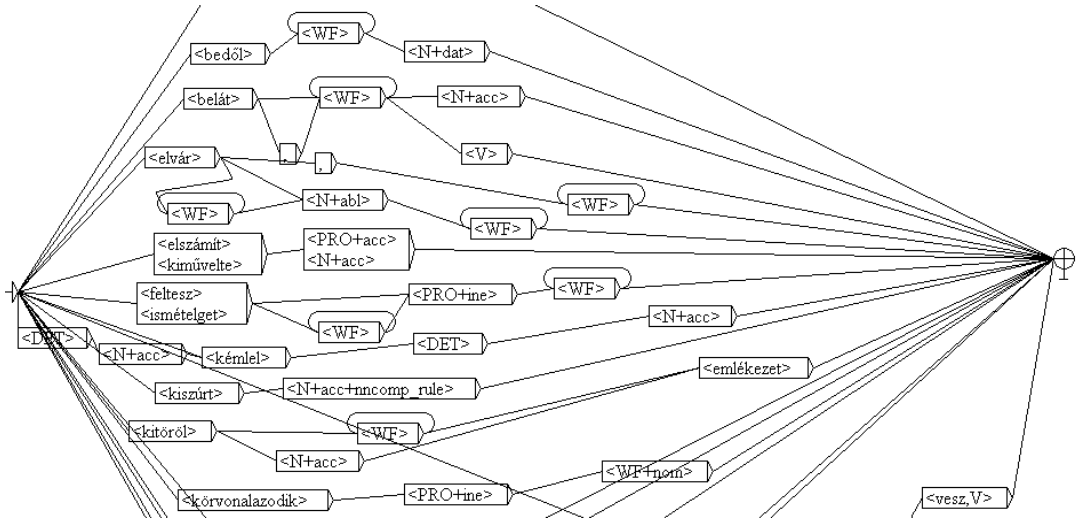 <WF>
<bedől>
<N+dat>
<belát>
<WF>
<N+acc>
<elvár>
,
,
<V>
<WF>
<N+abl>
<WF>
<WF>
<elszámít>
<kiművelte>
<PRO+acc>
<N+acc>
<feltesz>
<ismételget>
<WF>
<PRO+ine>
<WF>
<DET>
<N+acc>
<kémlel>
<DET>
<N+acc>
<kiszúrt>
<N+acc+nncomp_rule>
<emlékezet>
<kitöröl>
<WF>
<N+acc>
<körvonalazodik>
<PRO+ine>
<WF+nom>
<vesz,V>